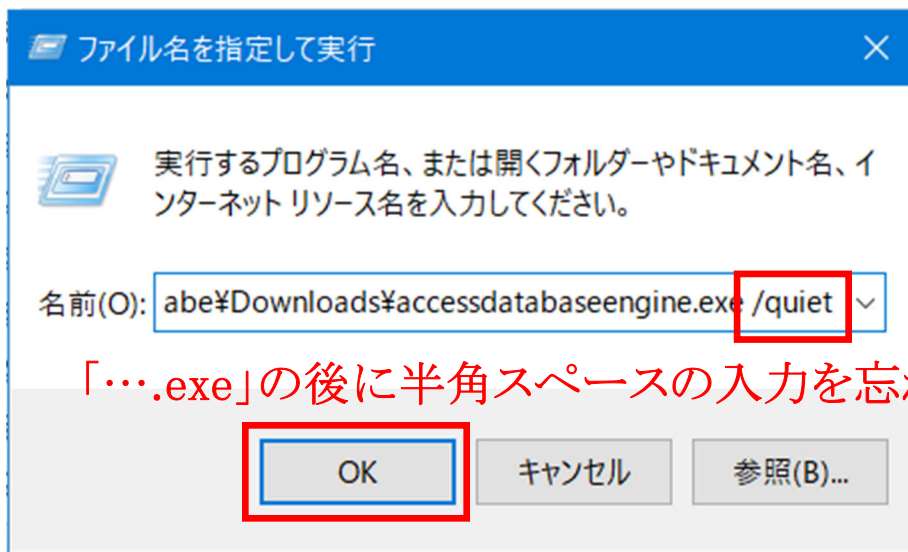 ファイル名を指定して実行
実行するプログラム名、または開くフォルダーやドキュメント名、イ
ンターネット リソース名を入力してください。
名前(O): abe¥Downloads¥accessdatabaseengine.exe /quiet
「….exe」の後に半角スペースの入力を忘
OK キャンセル 参照(B)...